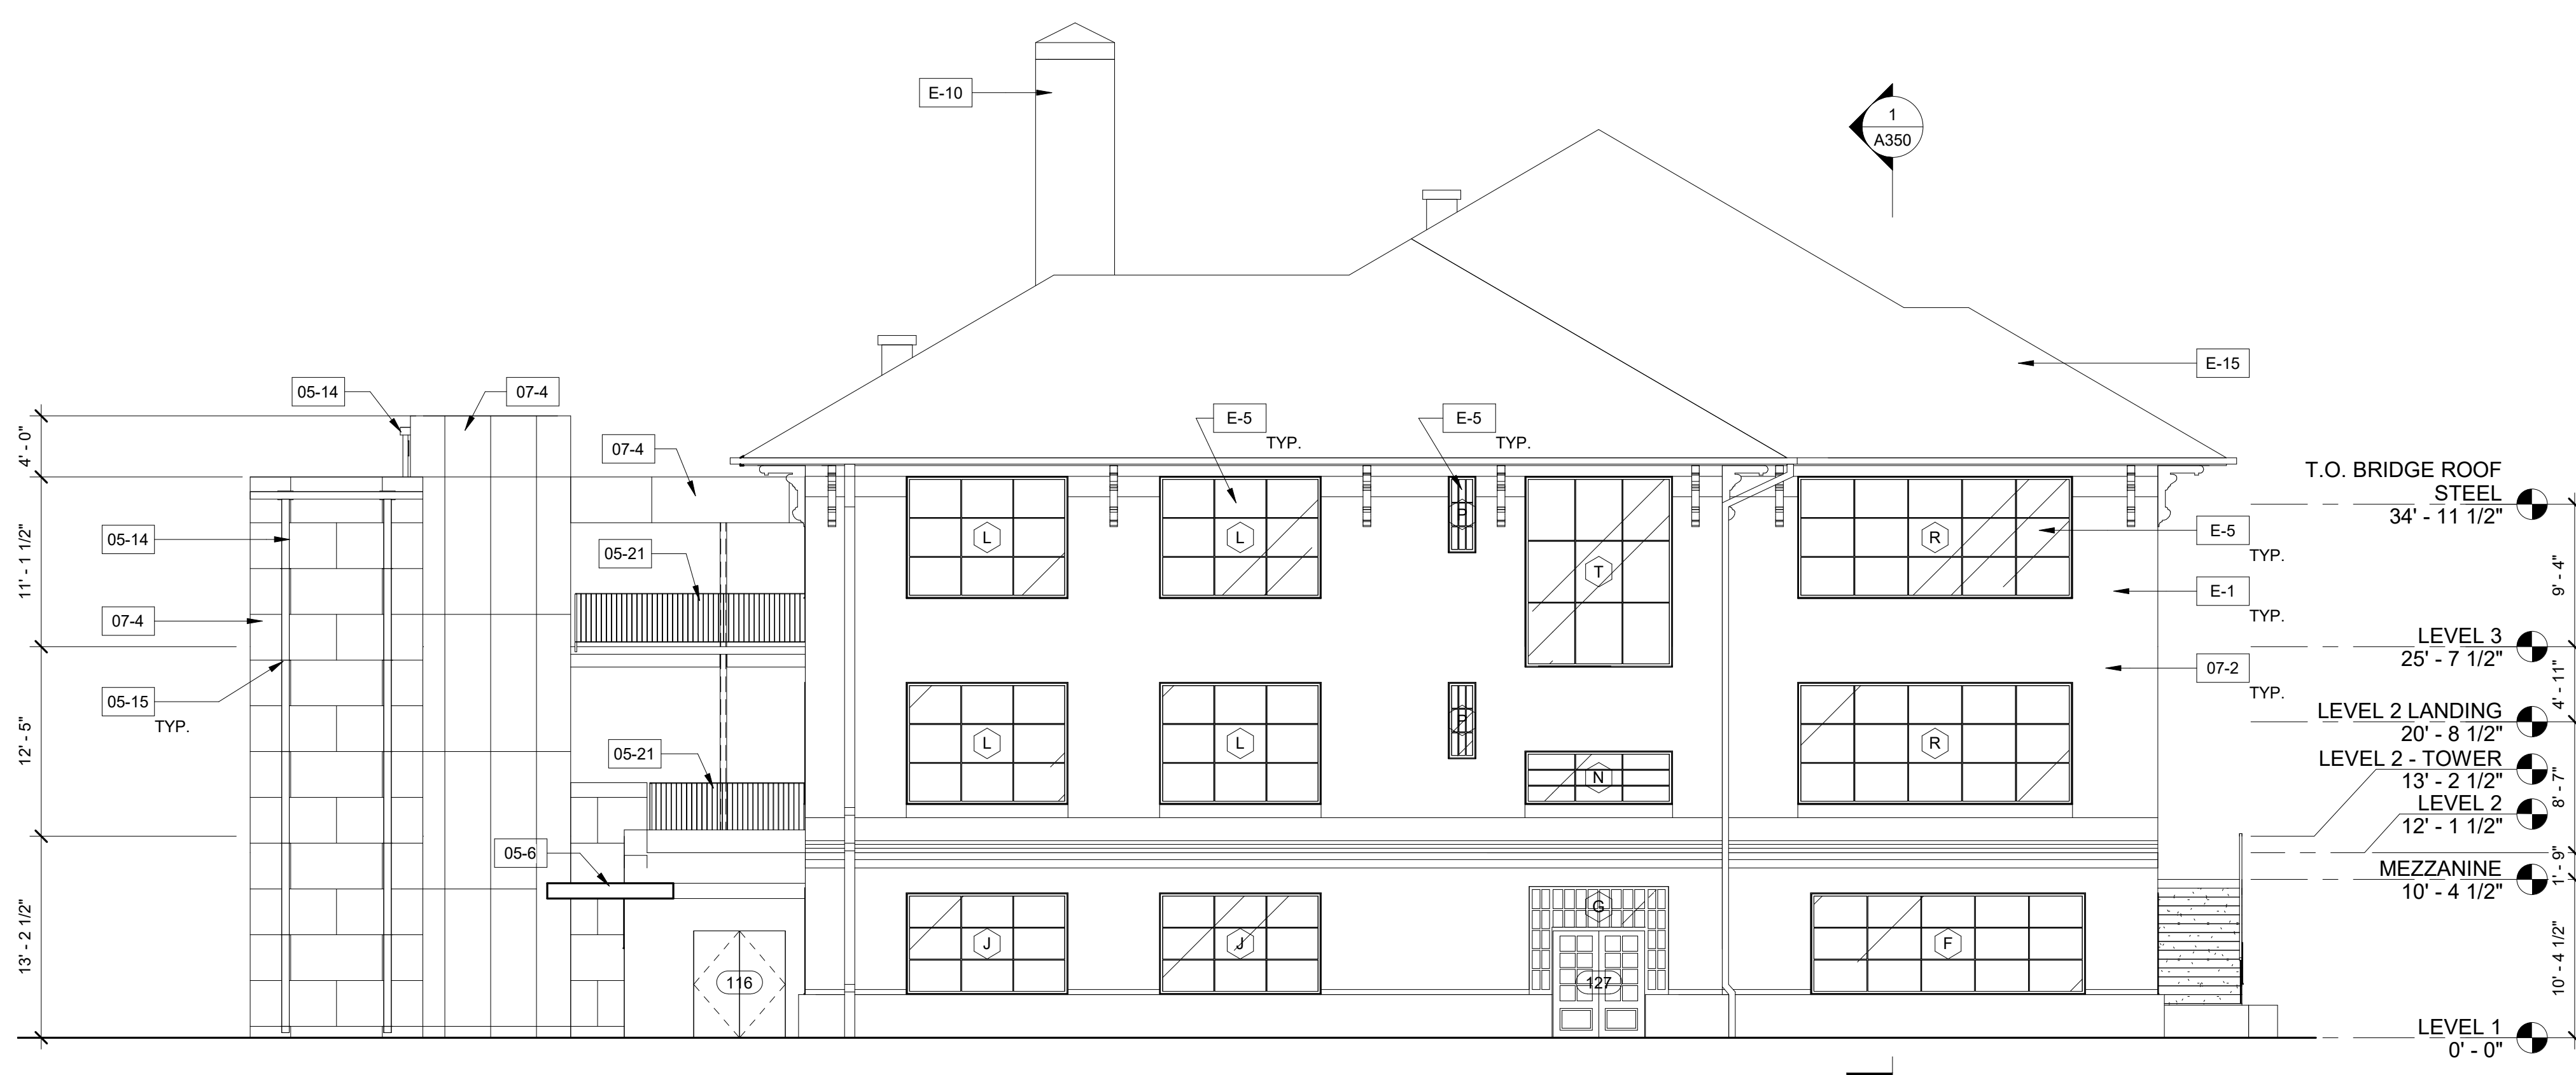 E-10
1
A350
E-15
05-14
07-4
4' - 0"
E-5
TYP.
E-5
TYP.
07-4
T.O. BRIDGE ROOF
STEEL
34' - 11 1/2"
P
05-14
L
L
R
E-5
TYP.
11' - 1 1/2"
05-21
T
9' - 4"
E-1
TYP.
07-4
LEVEL 3
25' - 7 1/2"
07-2
TYP.
4' - 11"
05-15
TYP.
LEVEL 2 LANDING
20' - 8 1/2"
P
12' - 5"
05-21
L
L
R
LEVEL 2 - TOWER
13' - 2 1/2"
N
8' - 7"
LEVEL 2
12' - 1 1/2"
05-6
1' - 9"
MEZZANINE
10' - 4 1/2"
G
13' - 2 1/2"
J
J
F
10' - 4 1/2"
116
127
LEVEL 1
0' - 0"